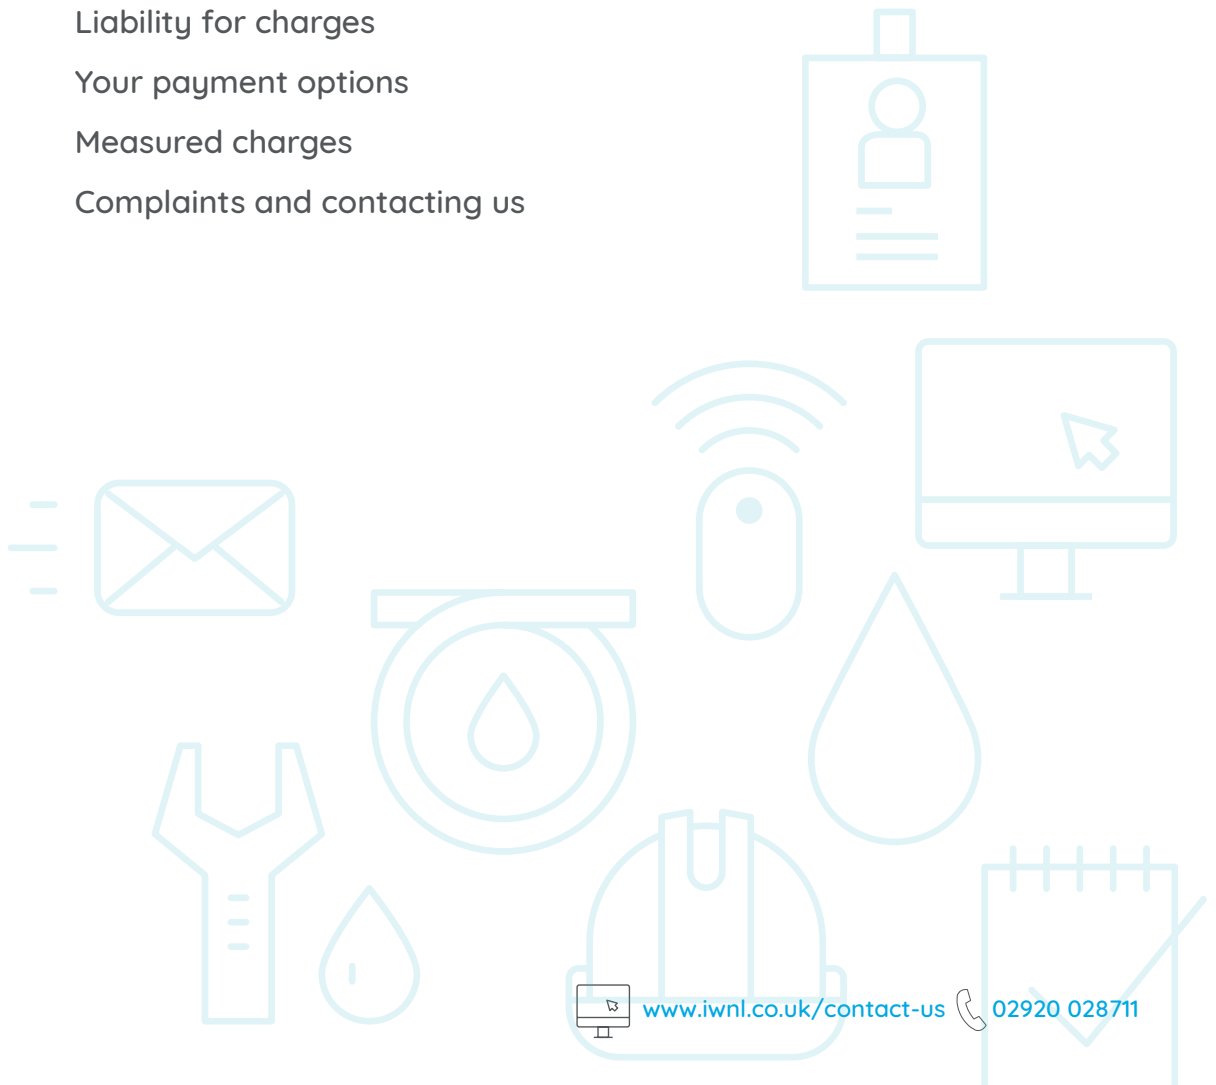 Liability for charges
Your payment options
Measured charges
Complaints and contacting us
www.iwnl.co.uk/contact-us 02920 028711